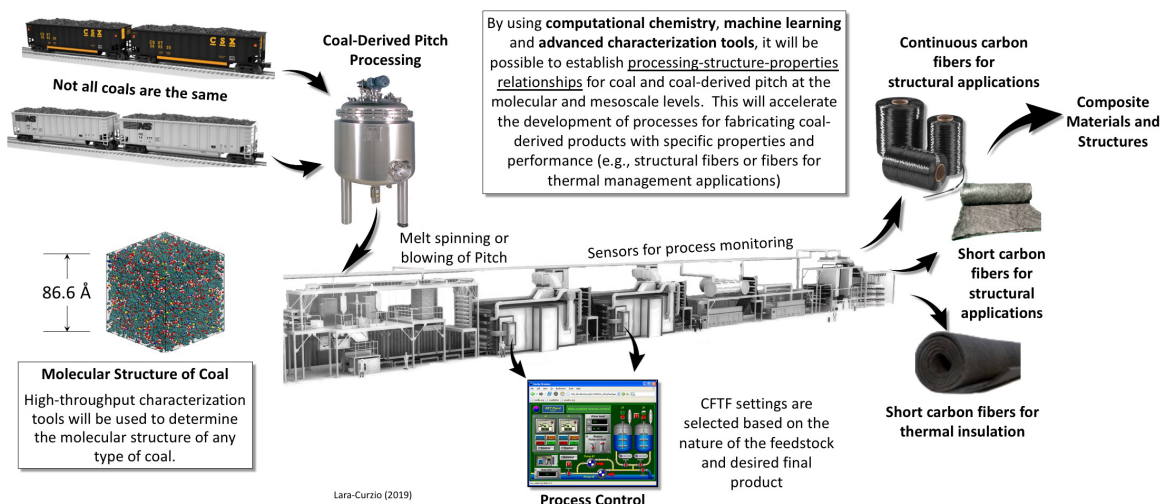 CSX
CSX
Not all coals are the same
NS
NS
Coal-Derived Pitch
Processing
By using computational chemistry, machine learning
and advanced characterization tools, it will be
possible to establish processing-structure-properties
relationships for coal and coal-derived pitch at the
molecular and mesoscale levels. This will accelerate
the development of processes for fabricating coal-
derived products with specific properties and
performance (e.g., structural fibers or fibers for
thermal management applications)
Continuous carbon
fibers for
structural applications
Composite
Materials and
Structures
Melt spinning or
blowing of Pitch
Sensors for process monitoring
Short carbon
fibers for
structural
applications
86.6 Å
Molecular Structure of Coal
High-throughput characterization
tools will be used to determine
the molecular structure of any
type of coal.
CFTF settings are
selected based on the
nature of the feedstock
and desired final
product
Short carbon fibers for
thermal insulation
Lara-Curzio (2019)
Process Control